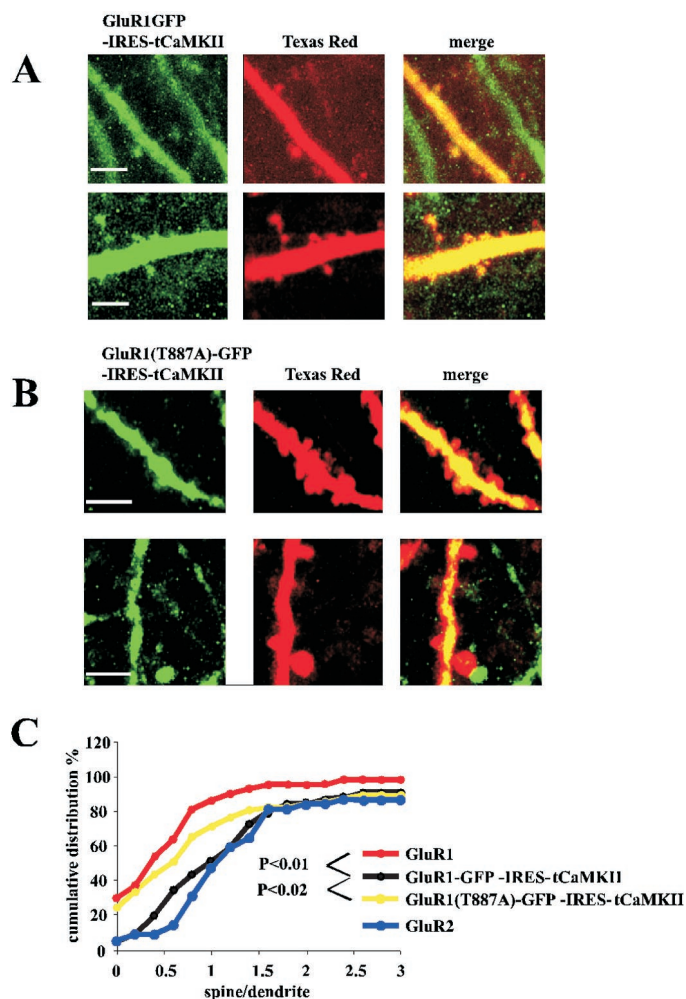 GluR1GFP
-IRES-tCaMKII
Texas Red
merge
A
GluR1(T887A)-GFP
-IRES-tCaMKII
Texas Red
merge
B
C
cumulative distribution %
120
100
80
60
40
20
0
0
0.5
1
1.5
2
2.5
3
spine/dendrite
P<0.01
P<0.02
GluR1
GluR1-GFP -IRES-tCaMKII
GluR1(T887A)-GFP -IRES-tCaMKII
GluR2